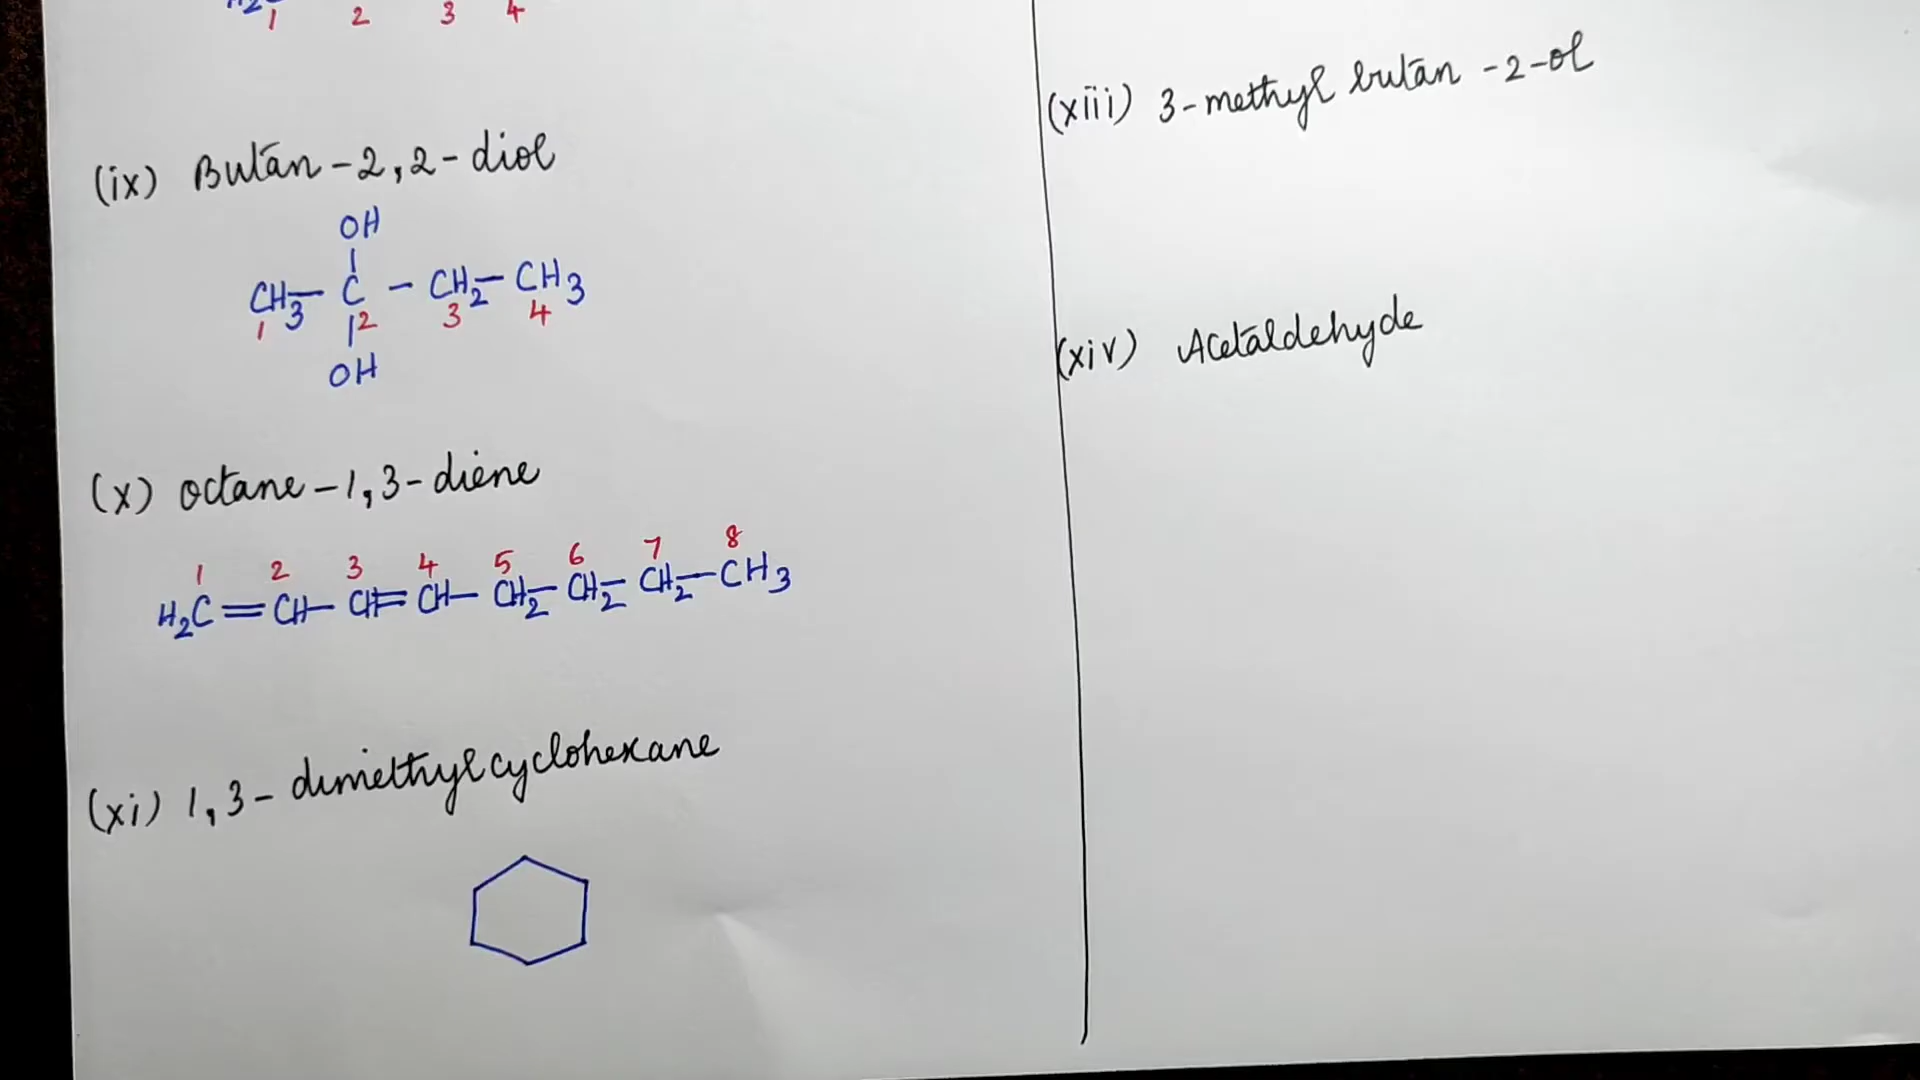 H2
1 2 3 4
(ix) Butan-2,2-diol
OH
CH3-C-CH2-CH3
1 2 3 4
OH
(x) octane-1,3-diene
1 2 3 4 5 6 7 8
H2C=CH-CH=CH-CH2-CH2-CH2-CH3
(xi) 1,3-dimethylcyclohexane
(xiii) 3-methyl butan-2-ol
(xiv) Acetaldehyde